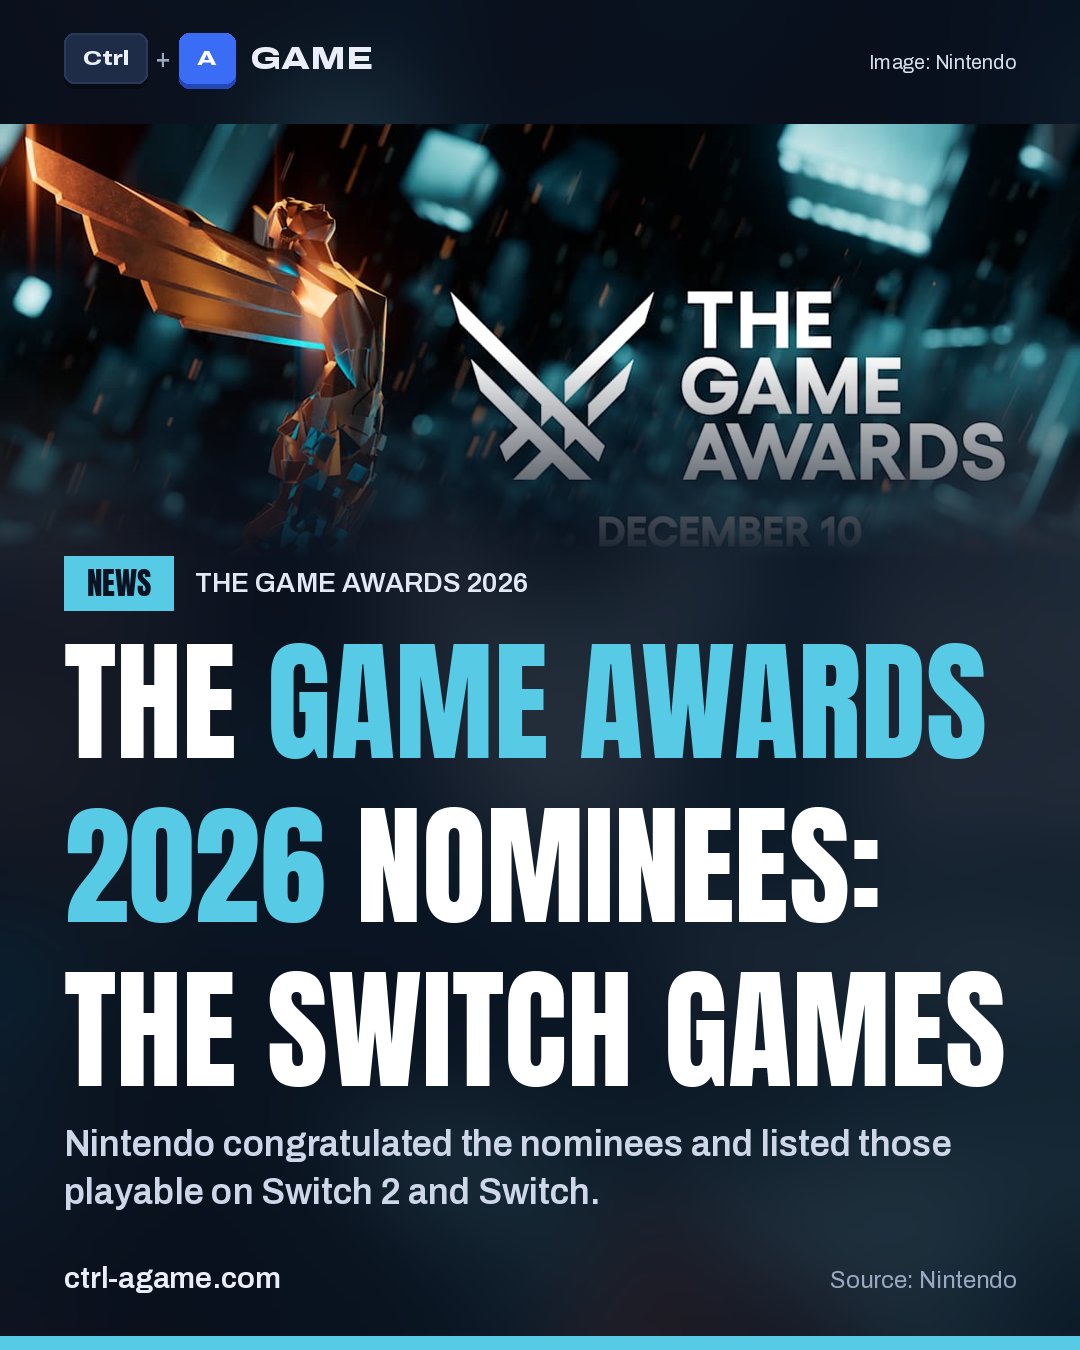 Ctrl + A GAME
Image: Nintendo
THE
GAME
AWARDS
DECEMBER 10
NEWS THE GAME AWARDS 2026
THE GAME AWARDS
2026 NOMINEES:
THE SWITCH GAMES
Nintendo congratulated the nominees and listed those
playable on Switch 2 and Switch.
ctrl-agame.com
Source: Nintendo